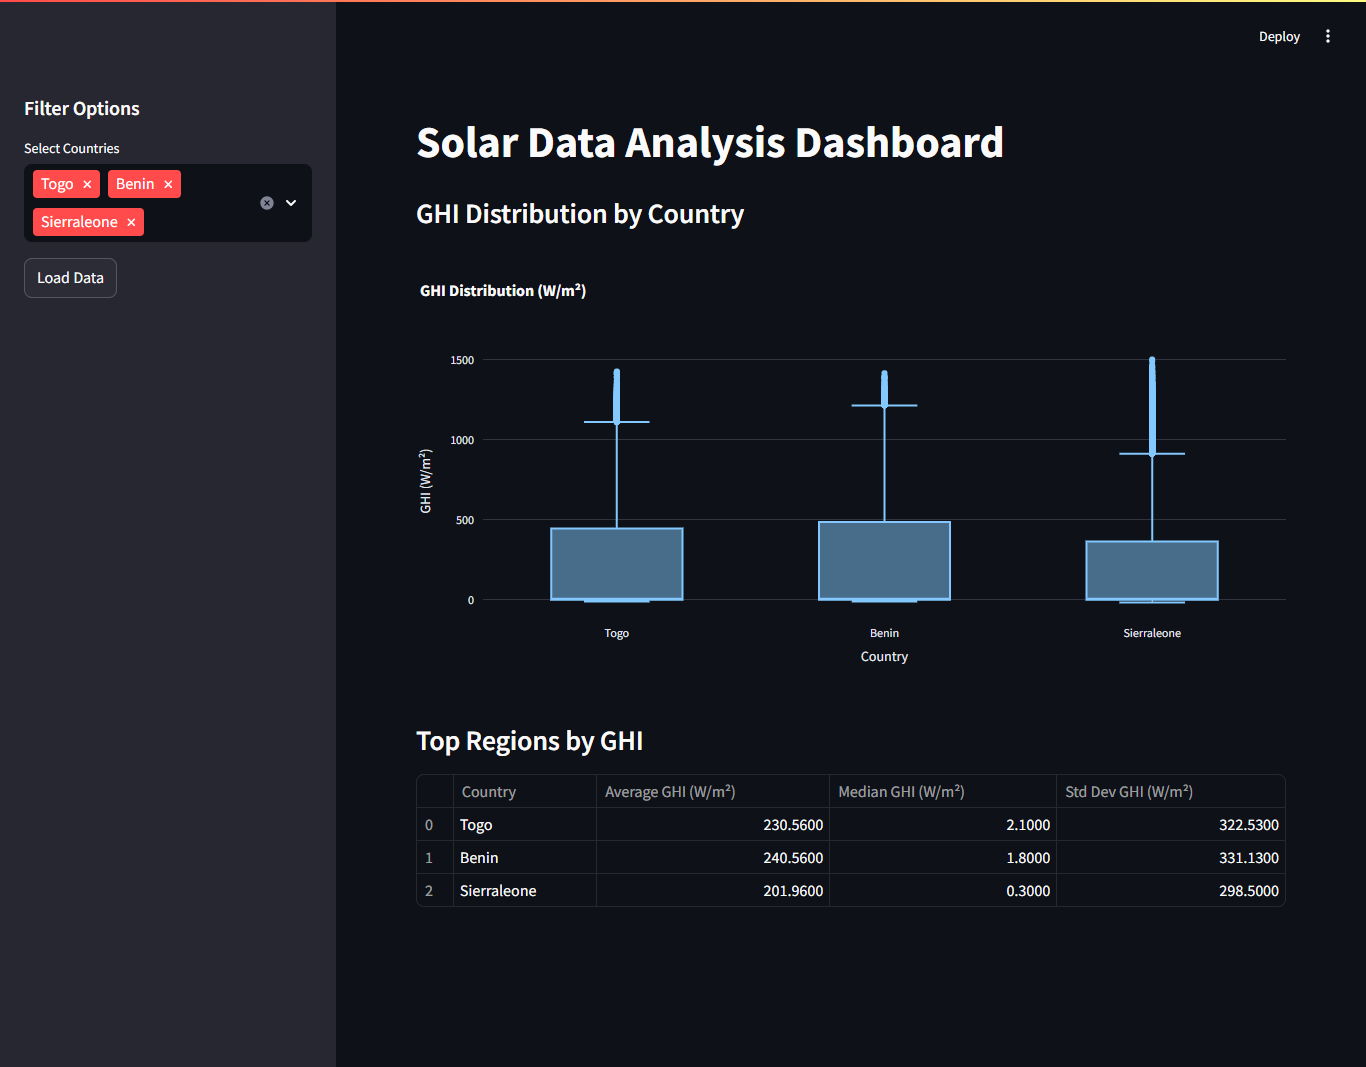 Deploy
Filter Options
Select Countries
Togo
Benin
Sierraleone
Load Data
Solar Data Analysis Dashboard
GHI Distribution by Country
GHI Distribution (W/m²)
1500
1000
500
0
GHI (W/m²)
Togo Benin Sierraleone
Country
Top Regions by GHI
Country Average GHI (W/m²) Median GHI (W/m²) Std Dev GHI (W/m²)
0 Togo 230.5600 2.1000 322.5300
1 Benin 240.5600 1.8000 331.1300
2 Sierraleone 201.9600 0.3000 298.5000